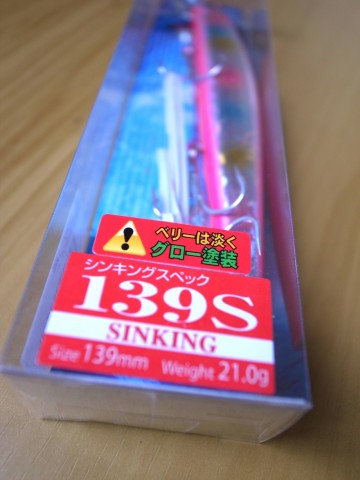 ベリーは淡く
グロー塗装
シンキングスペック
139S
SINKING
Size 139mm Weight 21.0g